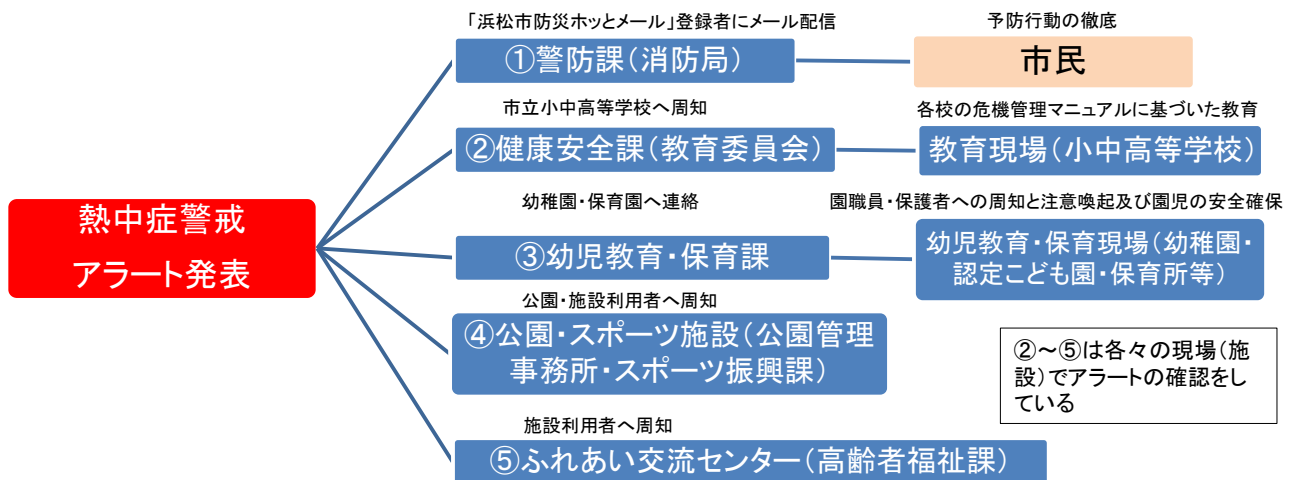 「浜松市防災ホッとメール」登録者にメール配信
予防行動の徹底
①警防課（消防局）
市民
市立小中高等学校へ周知
各校の危機管理マニュアルに基づいた教育
②健康安全課（教育委員会）
教育現場（小中高等学校）
熱中症警戒
アラート発表
幼稚園・保育園へ連絡
園職員・保護者への周知と注意喚起及び園児の安全確保
③幼児教育・保育課
幼児教育・保育現場（幼稚園・
認定こども園・保育所等）
公園・施設利用者へ周知
④公園・スポーツ施設（公園管理
事務所・スポーツ振興課）
②～⑤は各々の現場（施
設）でアラートの確認をし
ている
施設利用者へ周知
⑤ふれあい交流センター（高齢者福祉課）